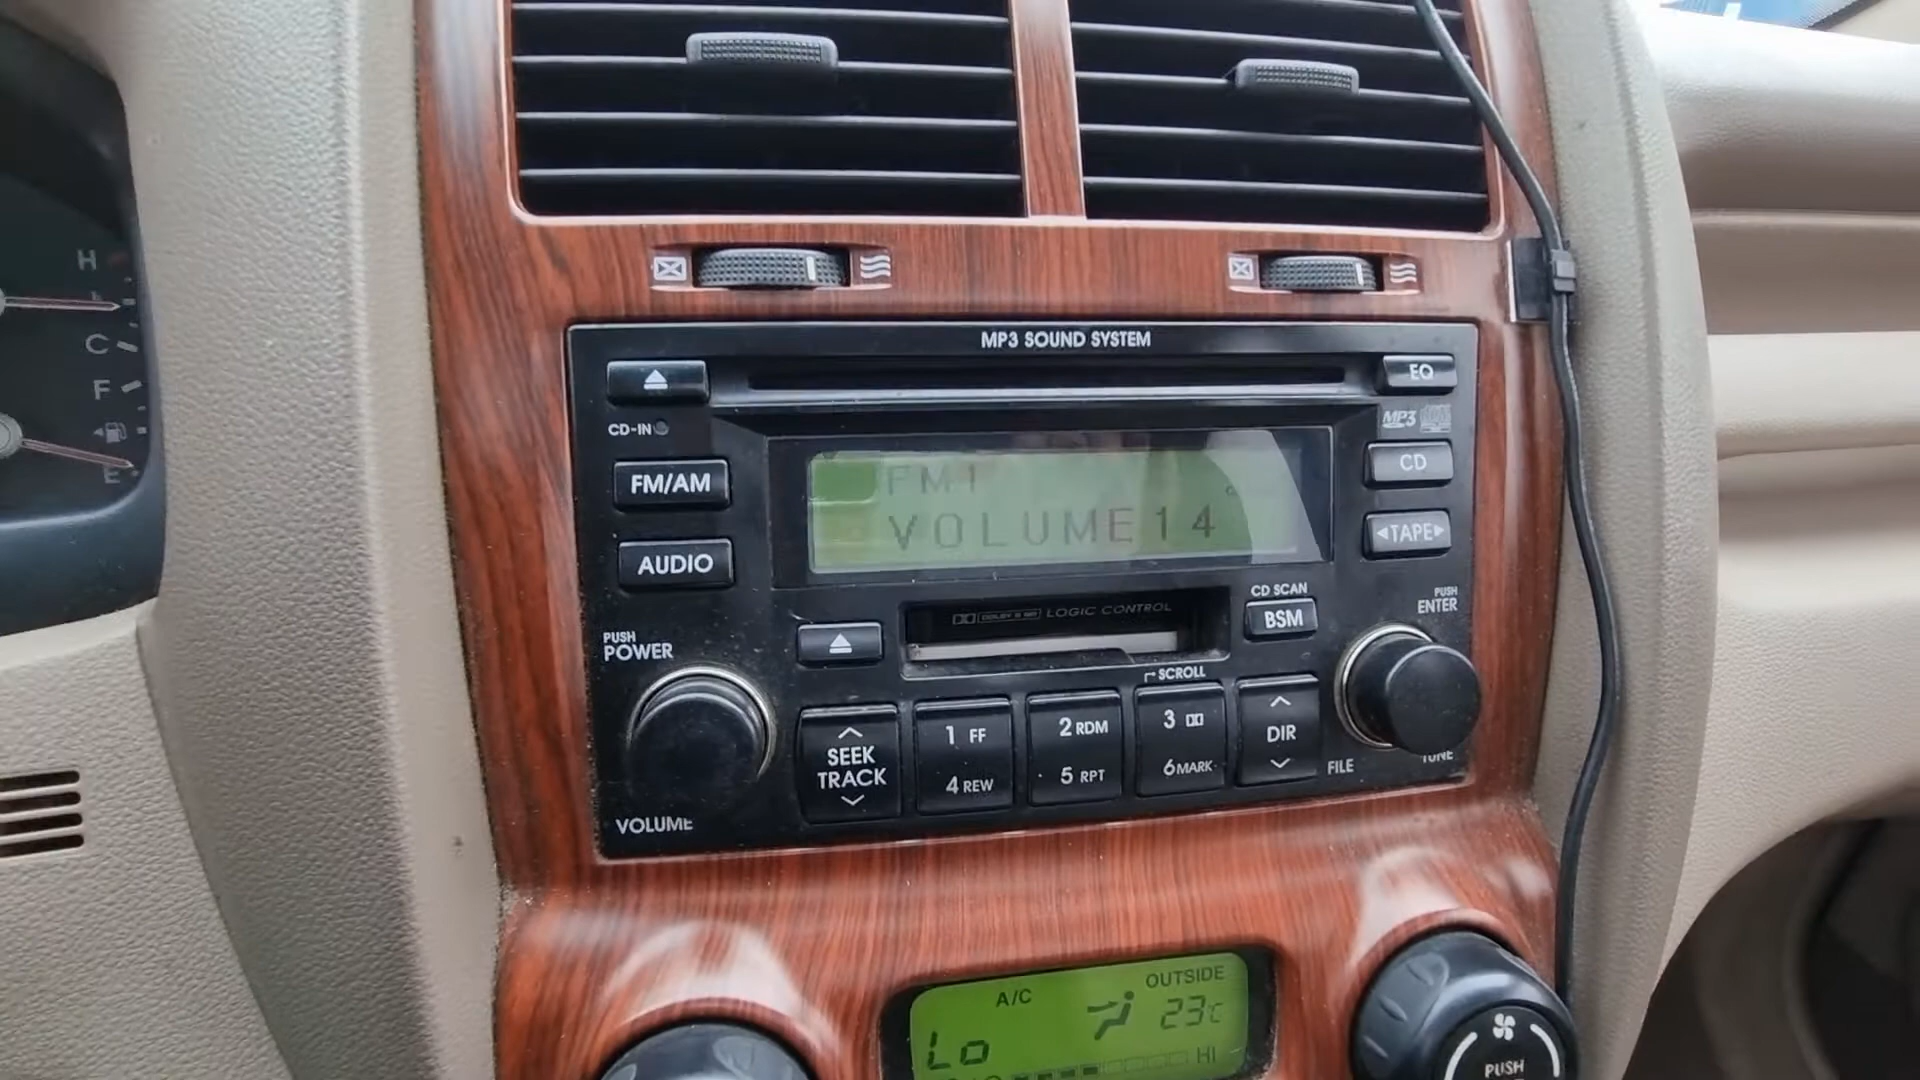 H
C
F
E
MP3 SOUND SYSTEM
EQ
CD-IN
MP3
FM/AM
FM1
CD
VOLUME14
TAPE
AUDIO
CD SCAN
BSM
LOGIC CONTROL
PUSH
ENTER
PUSH
POWER
SCROLL
SEEK
TRACK
1 FF
4 REW
2 RDM
5 RPT
3
6 MARK
DIR
FILE
TUNE
VOLUME
A/C
OUTSIDE
23c
Lo
HI
PUSH